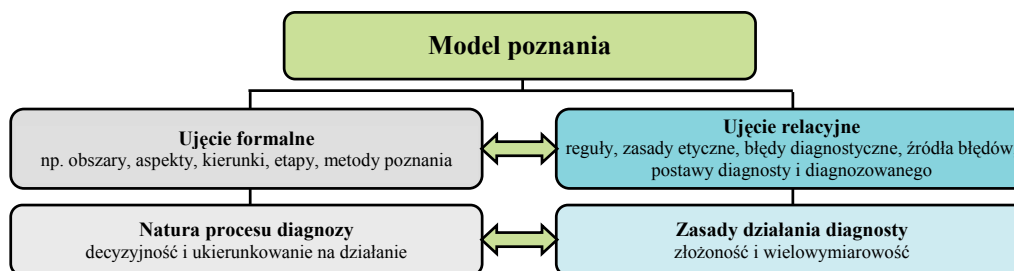 Model poznania
Ujęcie formalne
np. obszary, aspekty, kierunki, etapy, metody poznania
Ujęcie relacyjne
reguły, zasady etyczne, błędy diagnostyczne, źródła błędów
postawy diagnosty i diagnozowanego
Natura procesu diagnozy
decyzyjność i ukierunkowanie na działanie
Zasady działania diagnosty
złożoność i wielowymiarowość